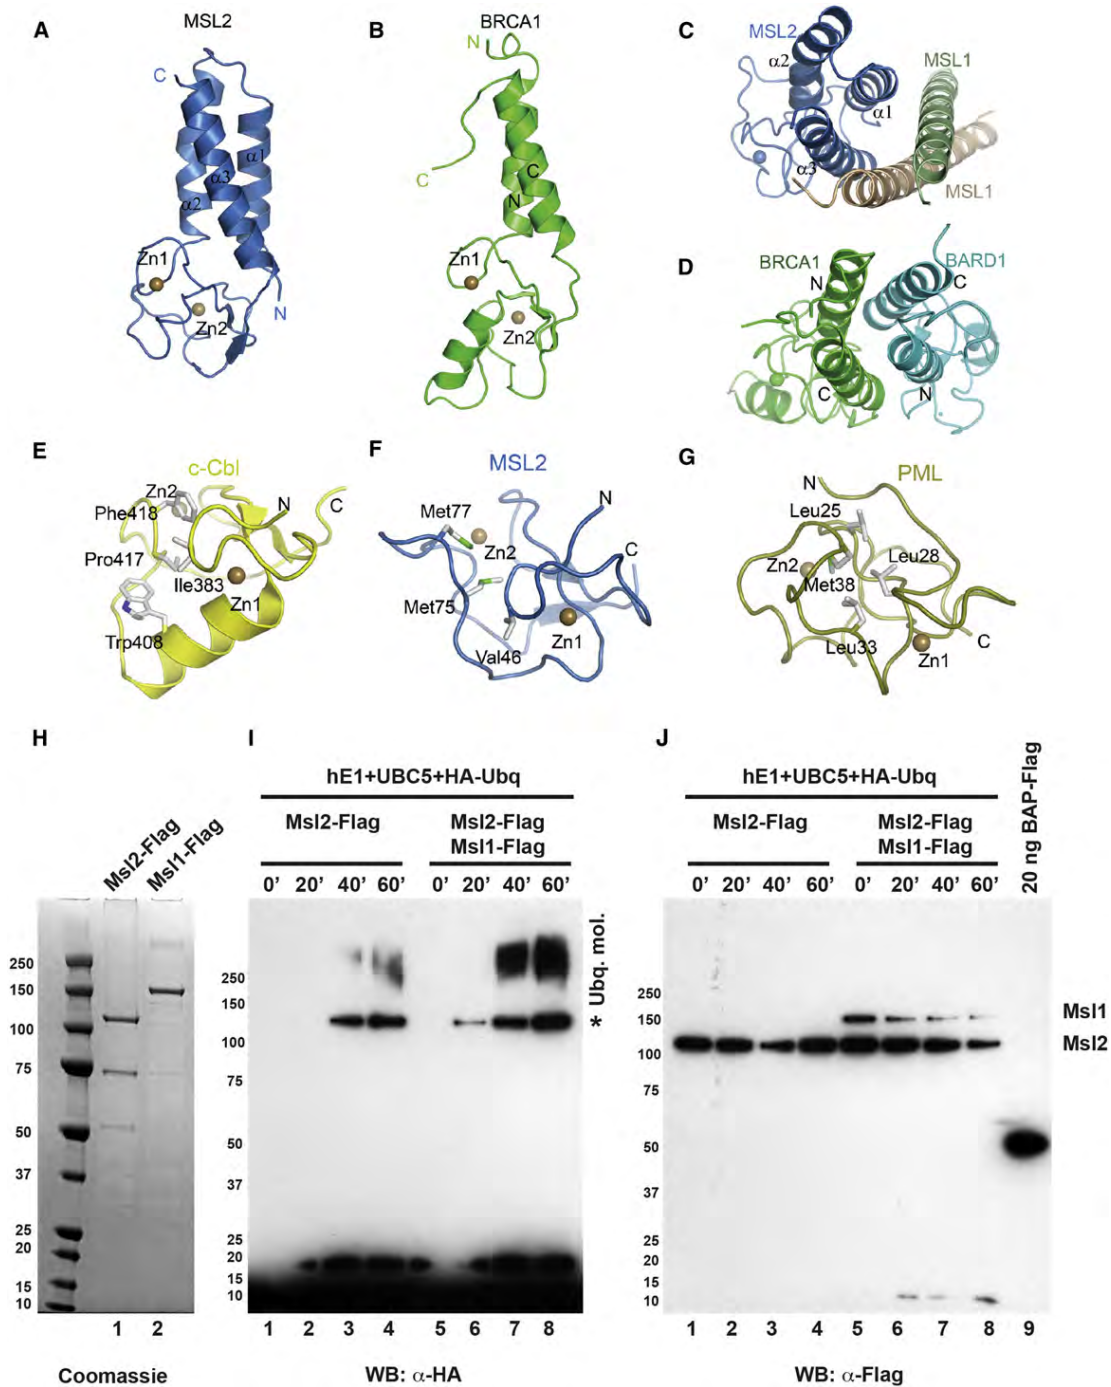 A
MSL2
C
α1
α3
α2
Zn1
Zn2
N
B
BRCA1
N
C
C
N
Zn1
Zn2
C
MSL2
MSL1
α2
α1
α3
MSL1
D
BRCA1
N
C
BARD1
C
N
E
c-Cbl
Zn2
N
C
Phe418
Pro417
Ile383
Zn1
Trp408
F
MSL2
N
Met77
Zn2
C
Met75
Zn1
Val46
G
PML
N
Leu25
Leu28
Zn2
Met38
Leu33
Zn1
C
H
Msl2-Flag
Msl1-Flag
250
150
100
75
50
37
25
20
15
10
1 2
Coomassie
I
hE1+UBC5+HA-Ubq
Msl2-Flag
Msl2-Flag
Msl1-Flag
0’ 20’ 40’ 60’ 0’ 20’ 40’ 60’
250
150
100
75
50
37
25
20
15
10
* Ubq. mol.
1 2 3 4 5 6 7 8
WB: α-HA
J
hE1+UBC5+HA-Ubq
Msl2-Flag
Msl2-Flag
Msl1-Flag
20 ng BAP-Flag
0’ 20’ 40’ 60’ 0’ 20’ 40’ 60’
250
150
100
75
50
37
25
20
15
10
Msl1
Msl2
1 2 3 4 5 6 7 8 9
WB: α-Flag